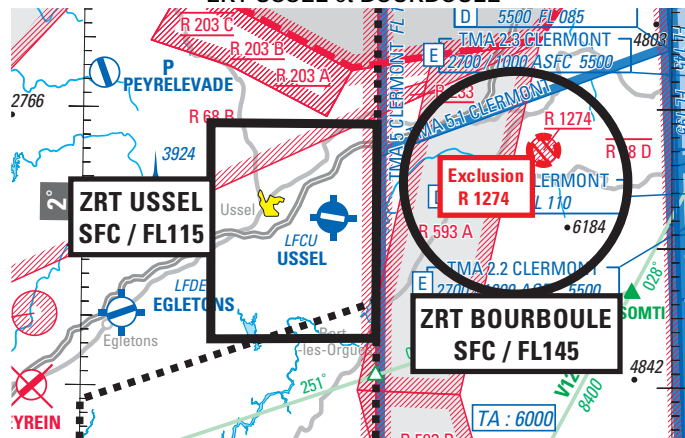 ZRT USSEL & BOURBOULE
R 203 C
R 203 B
R 203 A
D 5500 FL 085
E TMA 2.3 CLERMONT
2700 / 1000 ASFC 5500
4883
P
PEYRELEVADE
2766
R 68 B
3924
TMA 5 CLERMONT
TMA 5.1 CLERMONT
R 1274
Exclusion
R 1274
2°
ZRT USSEL
SFC / FL115
Ussel
LFCU
USSEL
R 593 A
6184
E TMA 2.2 CLERMONT
028°
LFDE
EGLETONS
Egletons
ZRT BOURBOULE
SFC / FL145
251°
4842
8400
TA : 6000